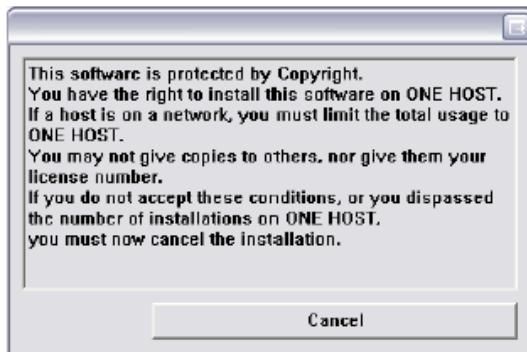 This software is protected by Copyright.
You have the right to install this software on ONE HOST.
If a host is on a network, you must limit the total usage to
ONE HOST.
You may not give copies to others, nor give them your
license number.
If you do not accept these conditions, or you dispassed
the number of installations on ONE HOST,
you must now cancel the installation.
Cancel